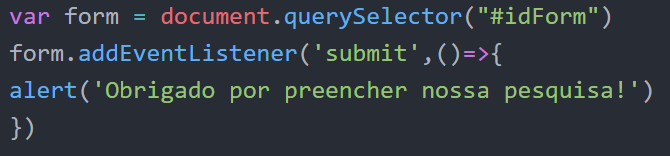 var form = document.querySelector("#idForm")
form.addEventListener('submit',()=>{
alert('Obrigado por preencher nossa pesquisa!')
})